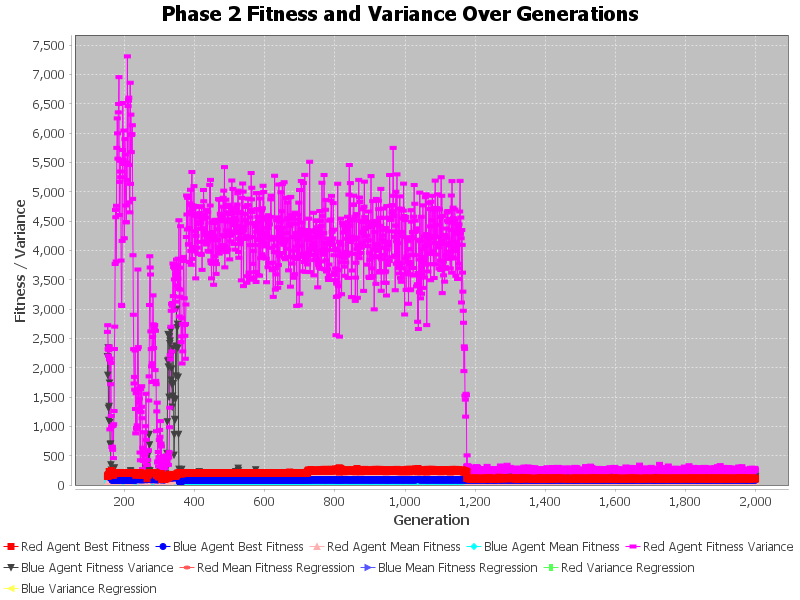 Phase 2 Fitness and Variance Over Generations
Fitness / Variance
7,500
7,000
6,500
6,000
5,500
5,000
4,500
4,000
3,500
3,000
2,500
2,000
1,500
1,000
500
0
200 400 600 800 1,000 1,200 1,400 1,600 1,800 2,000
Generation
Red Agent Best Fitness Blue Agent Best Fitness Red Agent Mean Fitness Blue Agent Mean Fitness Red Agent Fitness Variance
Blue Agent Fitness Variance Red Mean Fitness Regression Blue Mean Fitness Regression Red Variance Regression
Blue Variance Regression